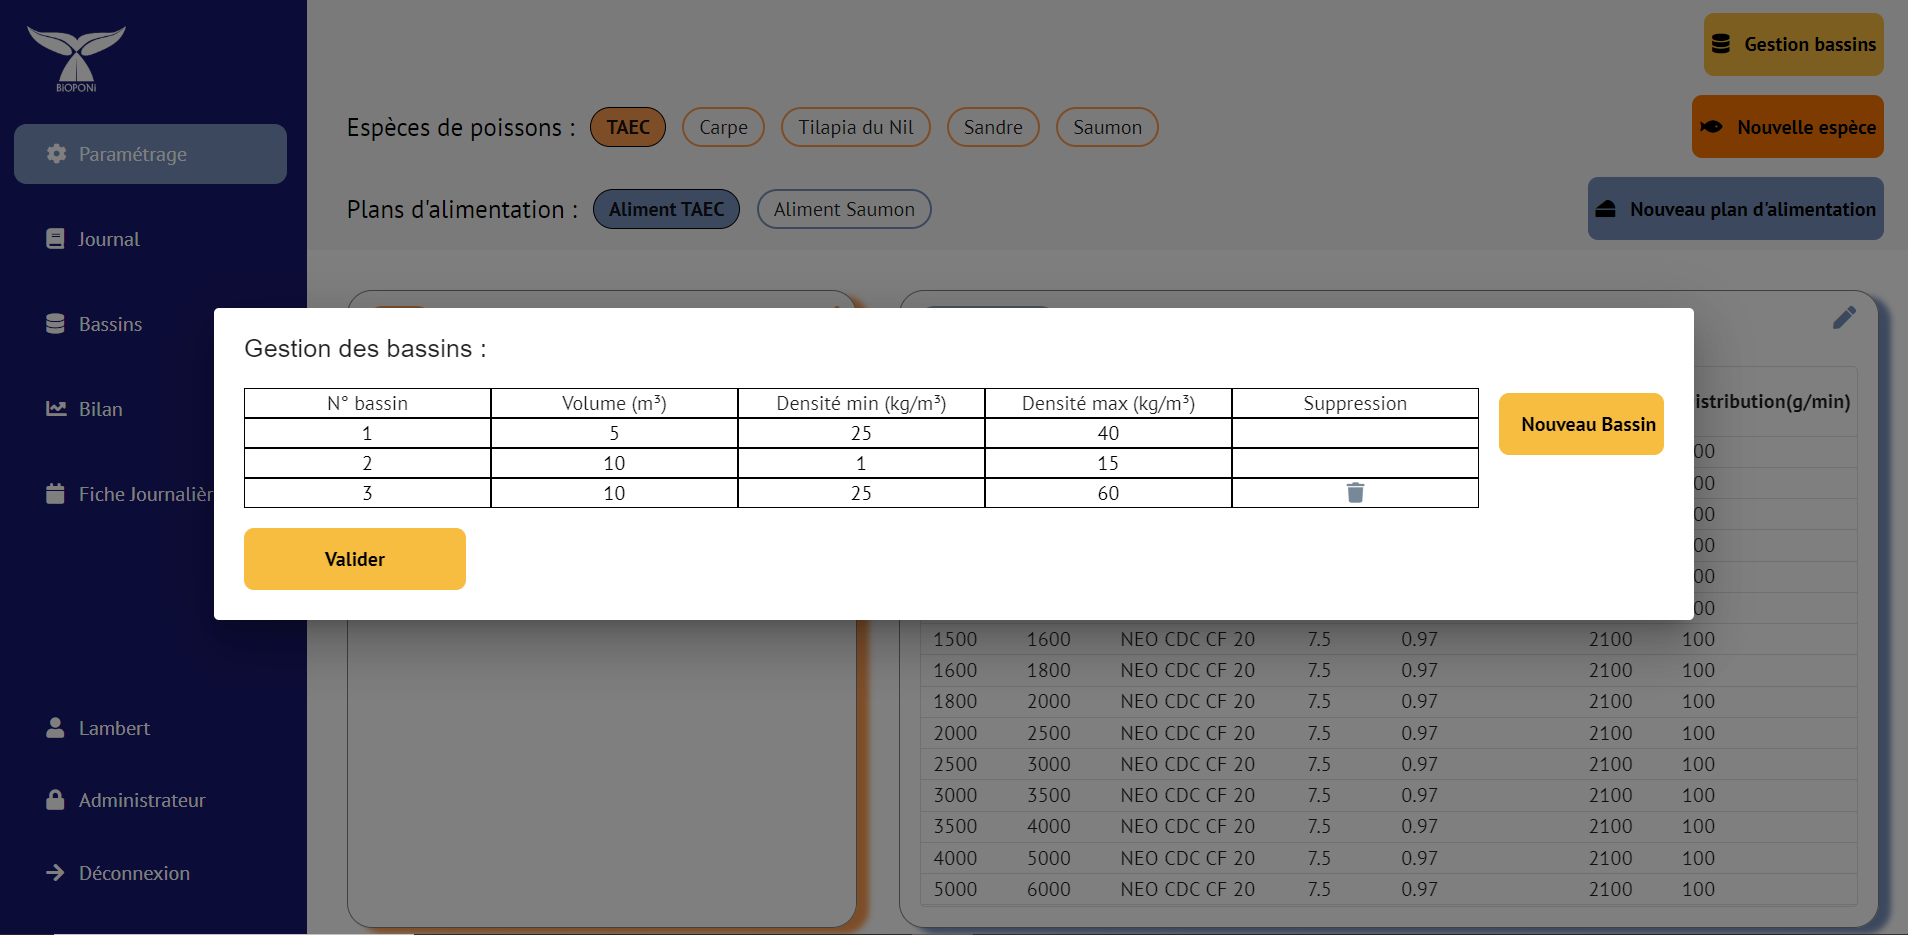 BiOPONi
Paramétrage
Journal
Bassins
Bilan
Fiche Journalièr
Lambert
Administrateur
Déconnexion
Gestion bassins
Espèces de poissons : TAEC Carpe Tilapia du Nil Sandre Saumon
Nouvelle espèce
Plans d'alimentation : Aliment TAEC Aliment Saumon
Nouveau plan d'alimentation
Gestion des bassins :
N° bassin Volume (m³) Densité min (kg/m³) Densité max (kg/m³) Suppression
1 5 25 40
2 10 1 15
3 10 25 60
Nouveau Bassin
Valider
istribution(g/min)
00
00
00
00
00
00
1500 1600 NEO CDC CF 20 7.5 0.97 2100 100
1600 1800 NEO CDC CF 20 7.5 0.97 2100 100
1800 2000 NEO CDC CF 20 7.5 0.97 2100 100
2000 2500 NEO CDC CF 20 7.5 0.97 2100 100
2500 3000 NEO CDC CF 20 7.5 0.97 2100 100
3000 3500 NEO CDC CF 20 7.5 0.97 2100 100
3500 4000 NEO CDC CF 20 7.5 0.97 2100 100
4000 5000 NEO CDC CF 20 7.5 0.97 2100 100
5000 6000 NEO CDC CF 20 7.5 0.97 2100 100